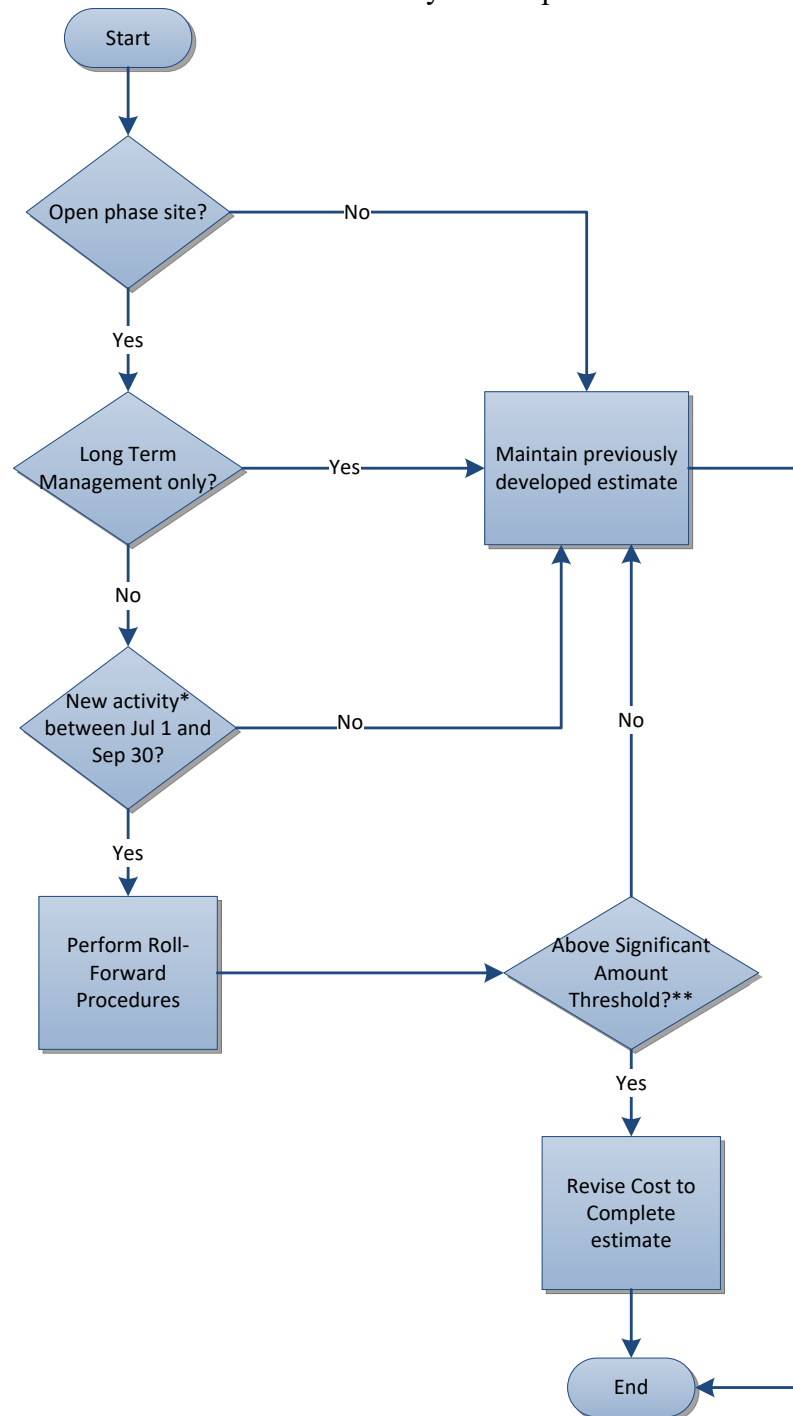 Start
Open phase site?
No
Yes
Long Term
Management only?
Yes
Maintain previously
developed estimate
No
New activity*
between Jul 1 and
Sep 30?
No
No
Yes
Perform Roll-
Forward
Procedures
Above Significant
Amount
Threshold?**
Yes
Revise Cost to
Complete
estimate
End